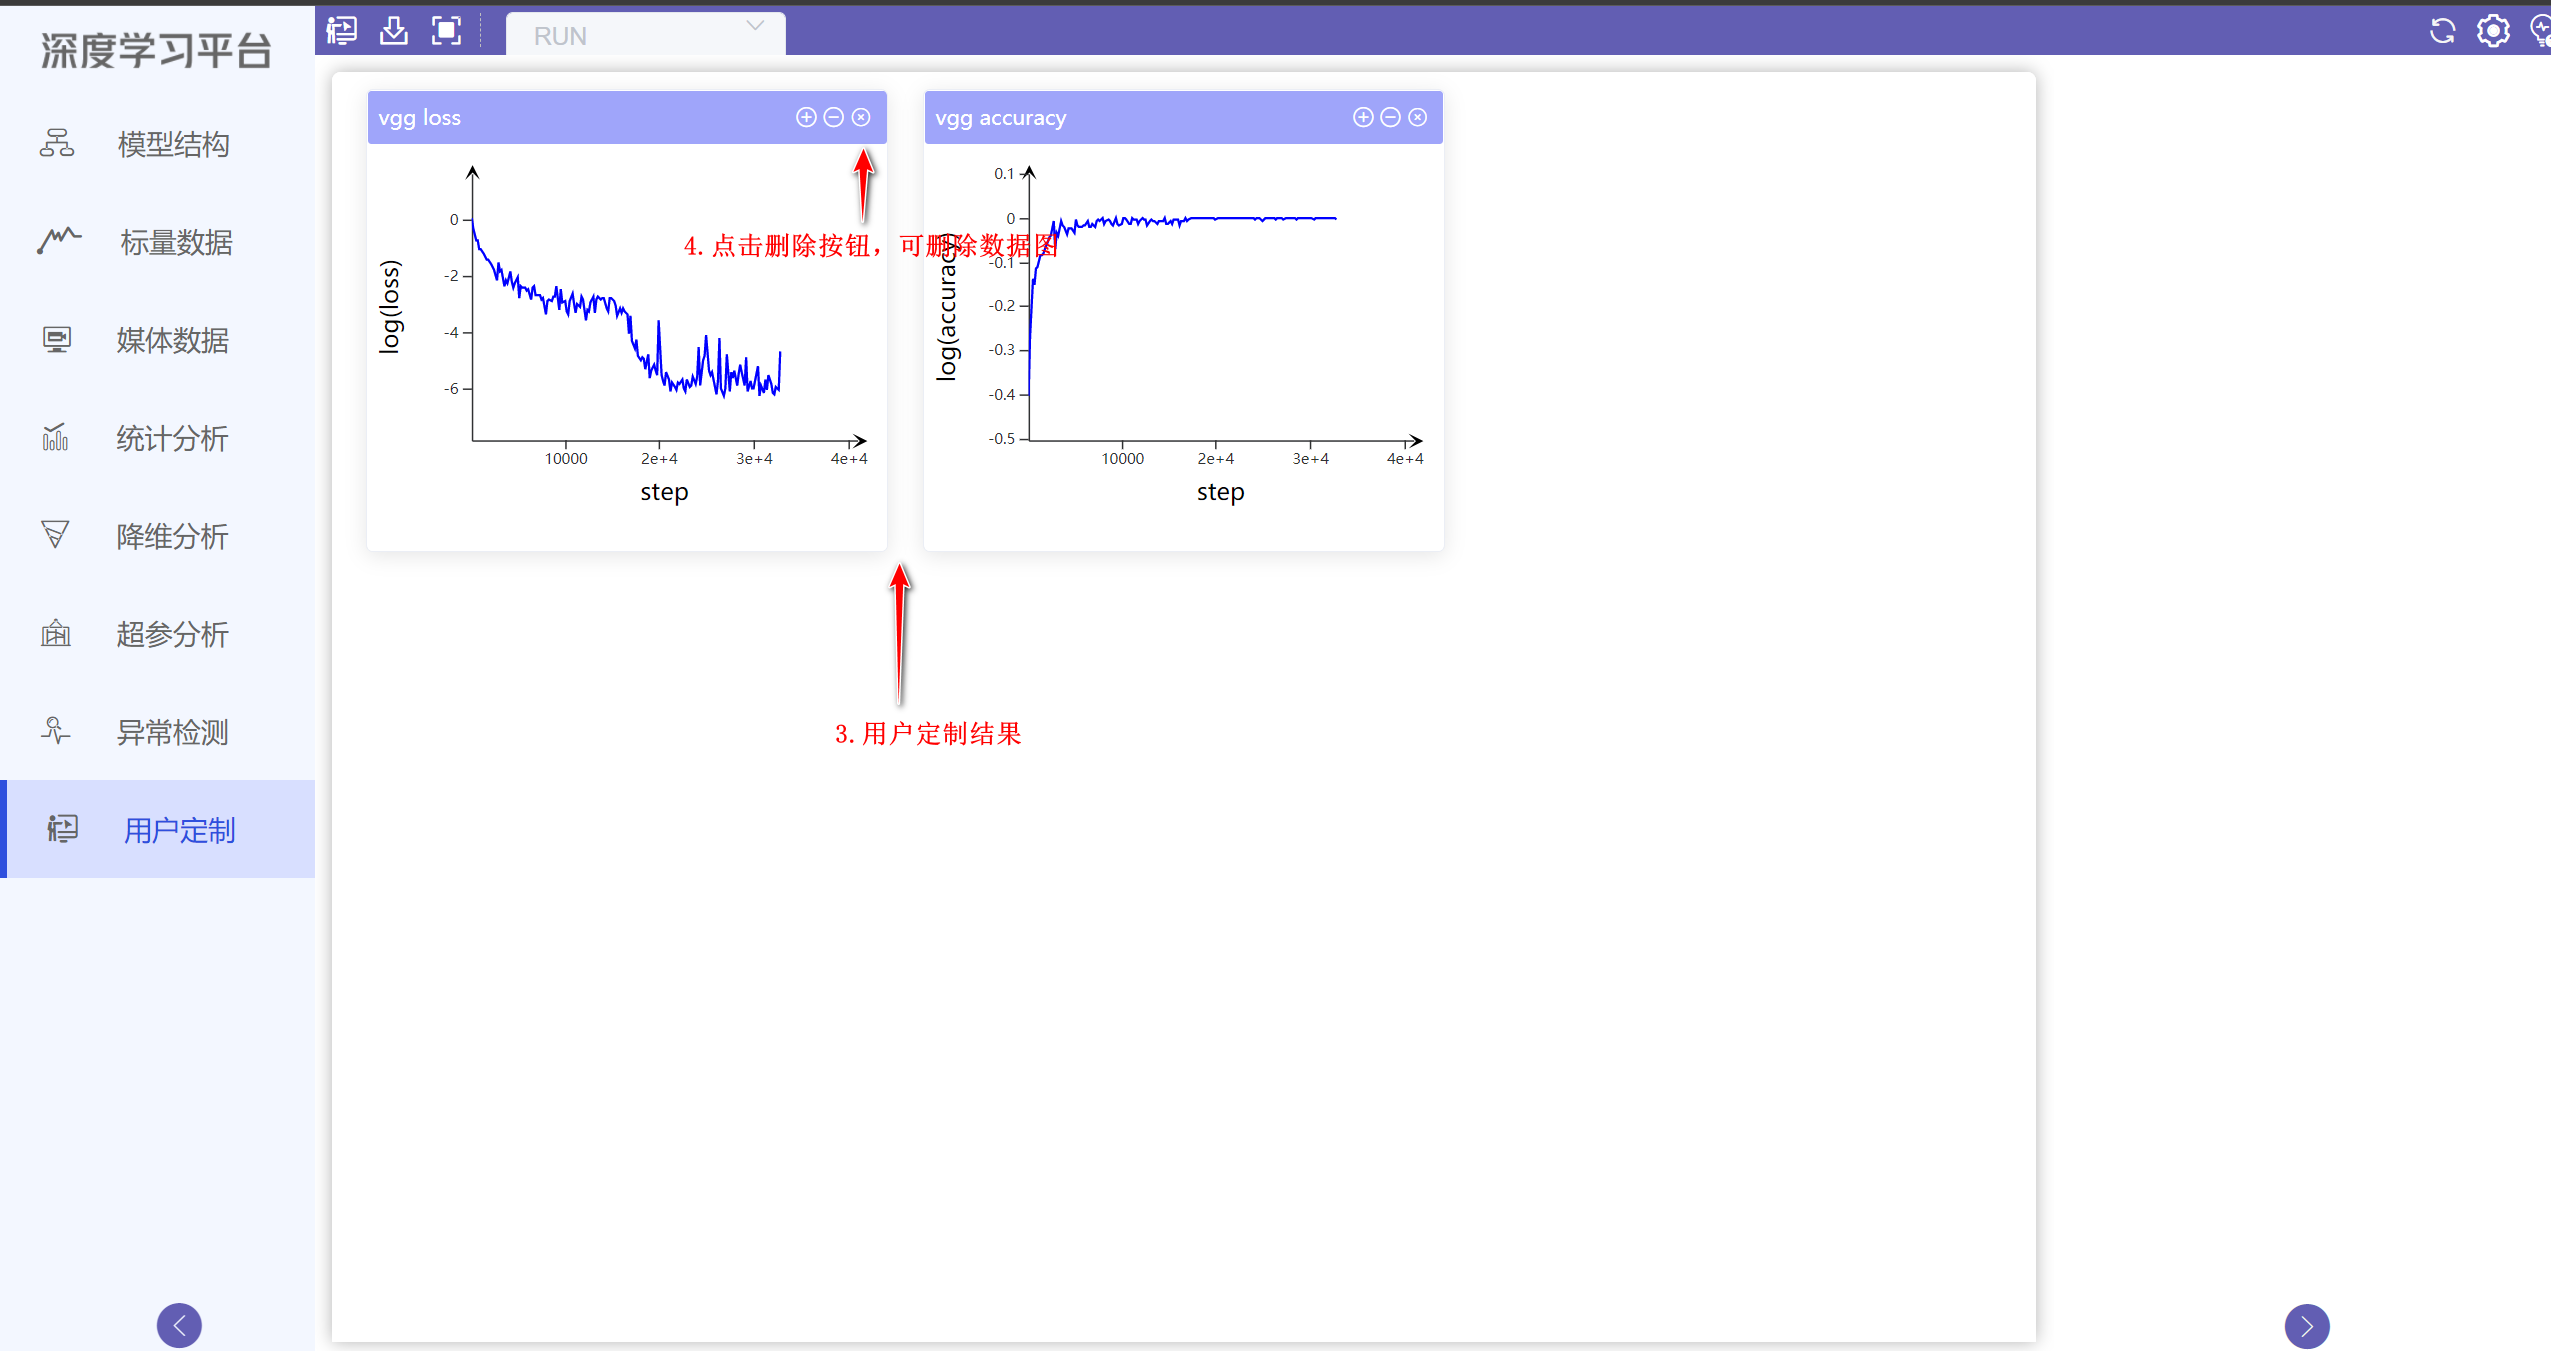 深度学习平台
RUN
模型结构
标量数据
媒体数据
统计分析
降维分析
超参分析
异常检测
用户定制
vgg loss
0
-2
-4
-6
log(loss)
10000 2e+4 3e+4 4e+4
step
vgg accuracy
0.1
0
-0.1
-0.2
-0.3
-0.4
-0.5
log(accuracy)
10000 2e+4 3e+4 4e+4
step
4. 点击删除按钮，可删除数据图
3. 用户定制结果